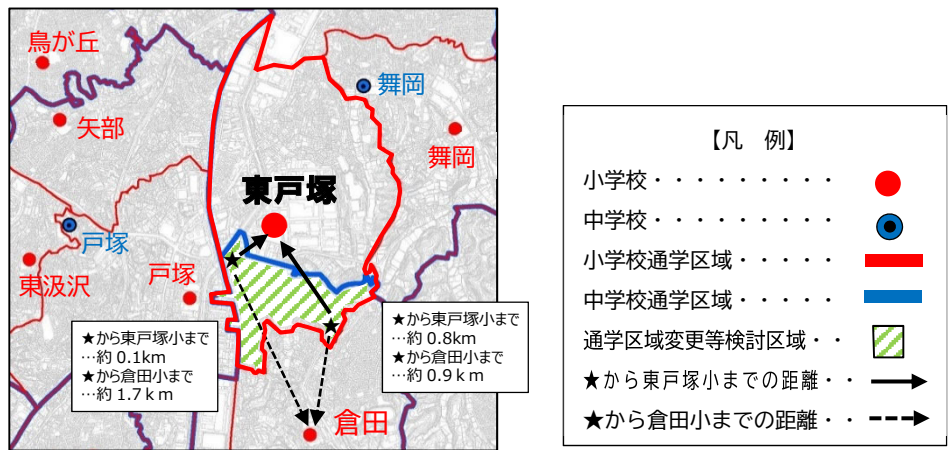 鳥が丘
舞岡
矢部
舞岡
東戸塚
戸塚
東汲沢
戸塚
★から東戸塚小まで
…約 0.1km
★から倉田小まで
…約 1.7ｋｍ
★から東戸塚小まで
…約 0.8km
★から倉田小まで
…約 0.9ｋｍ
倉田
【凡　例】
小学校・・・・・・・・・
中学校・・・・・・・・・
小学校通学区域・・・・・
中学校通学区域・・・・・
通学区域変更等検討区域・・
★から東戸塚小までの距離・・
★から倉田小までの距離・・